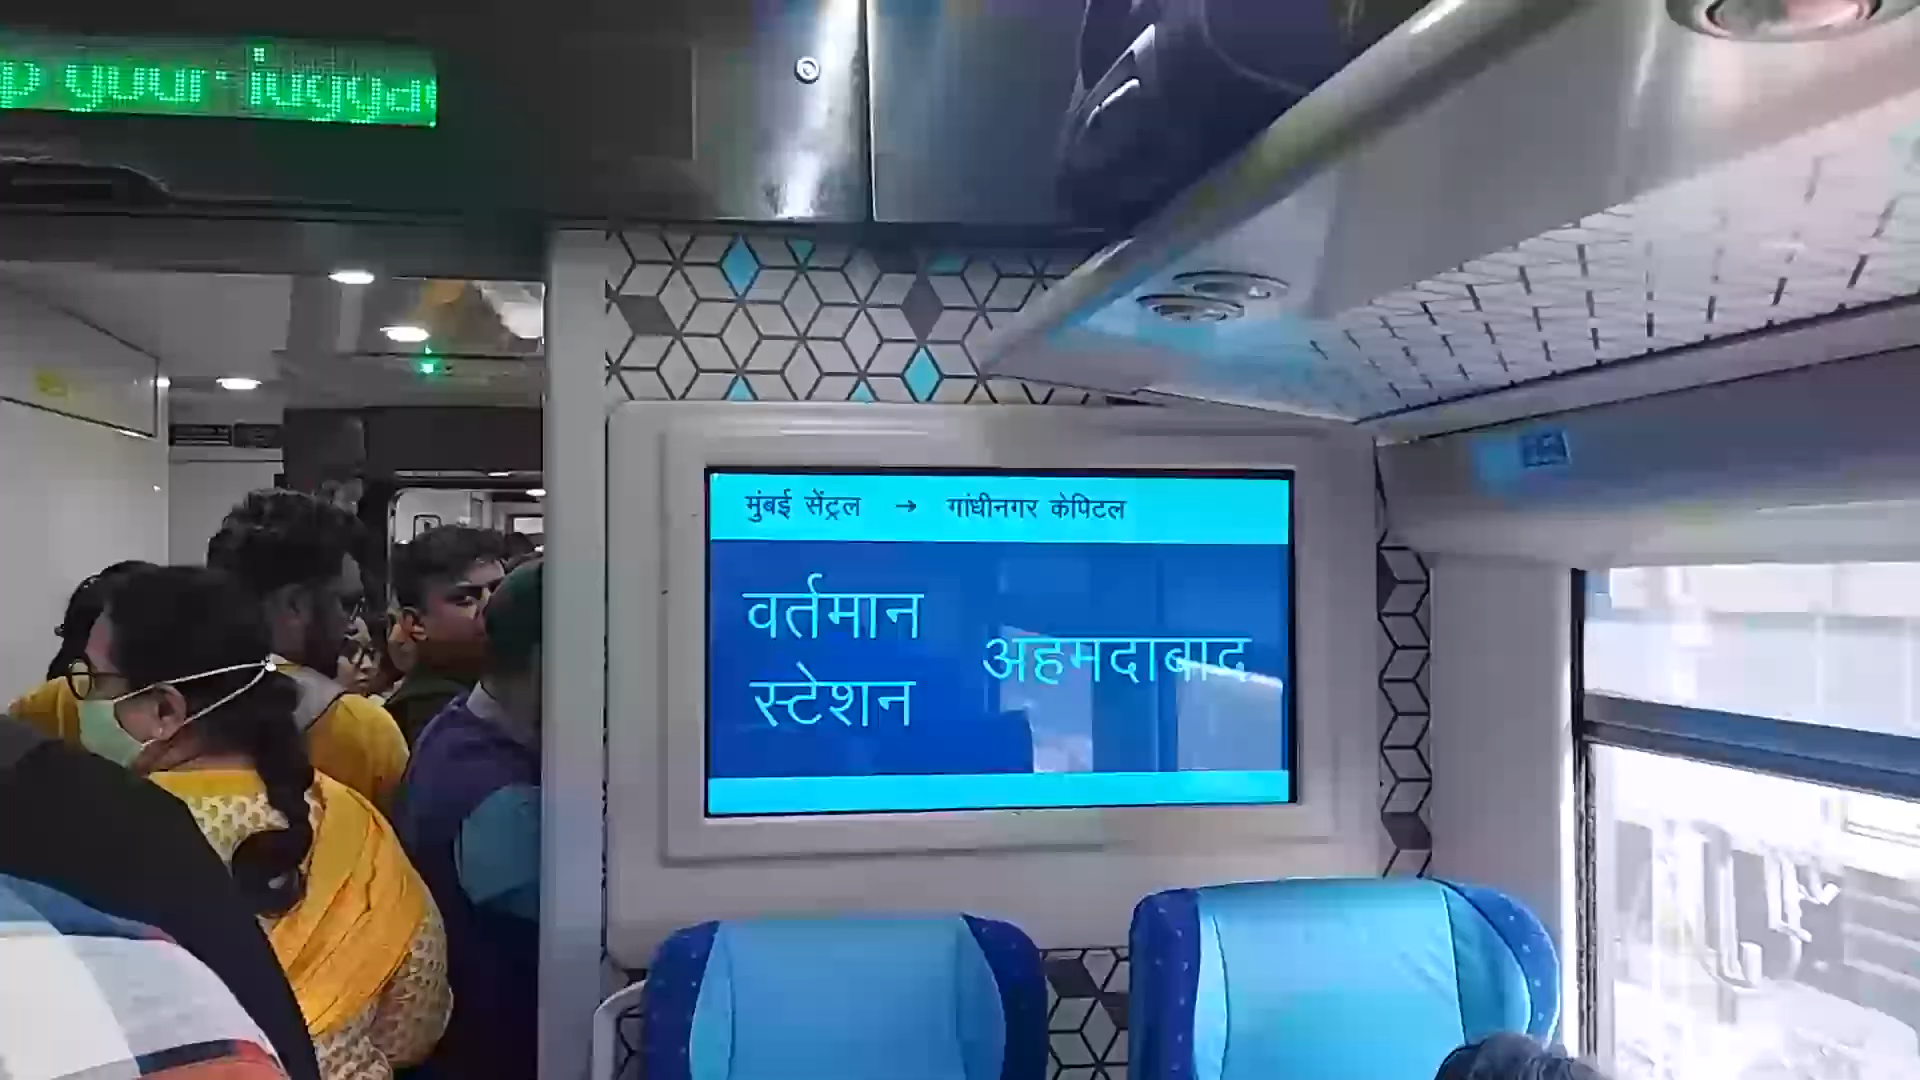 मुंबई सेंट्रल → गांधीनगर केपिटल
वर्तमान
स्टेशन
अहमदाबाद